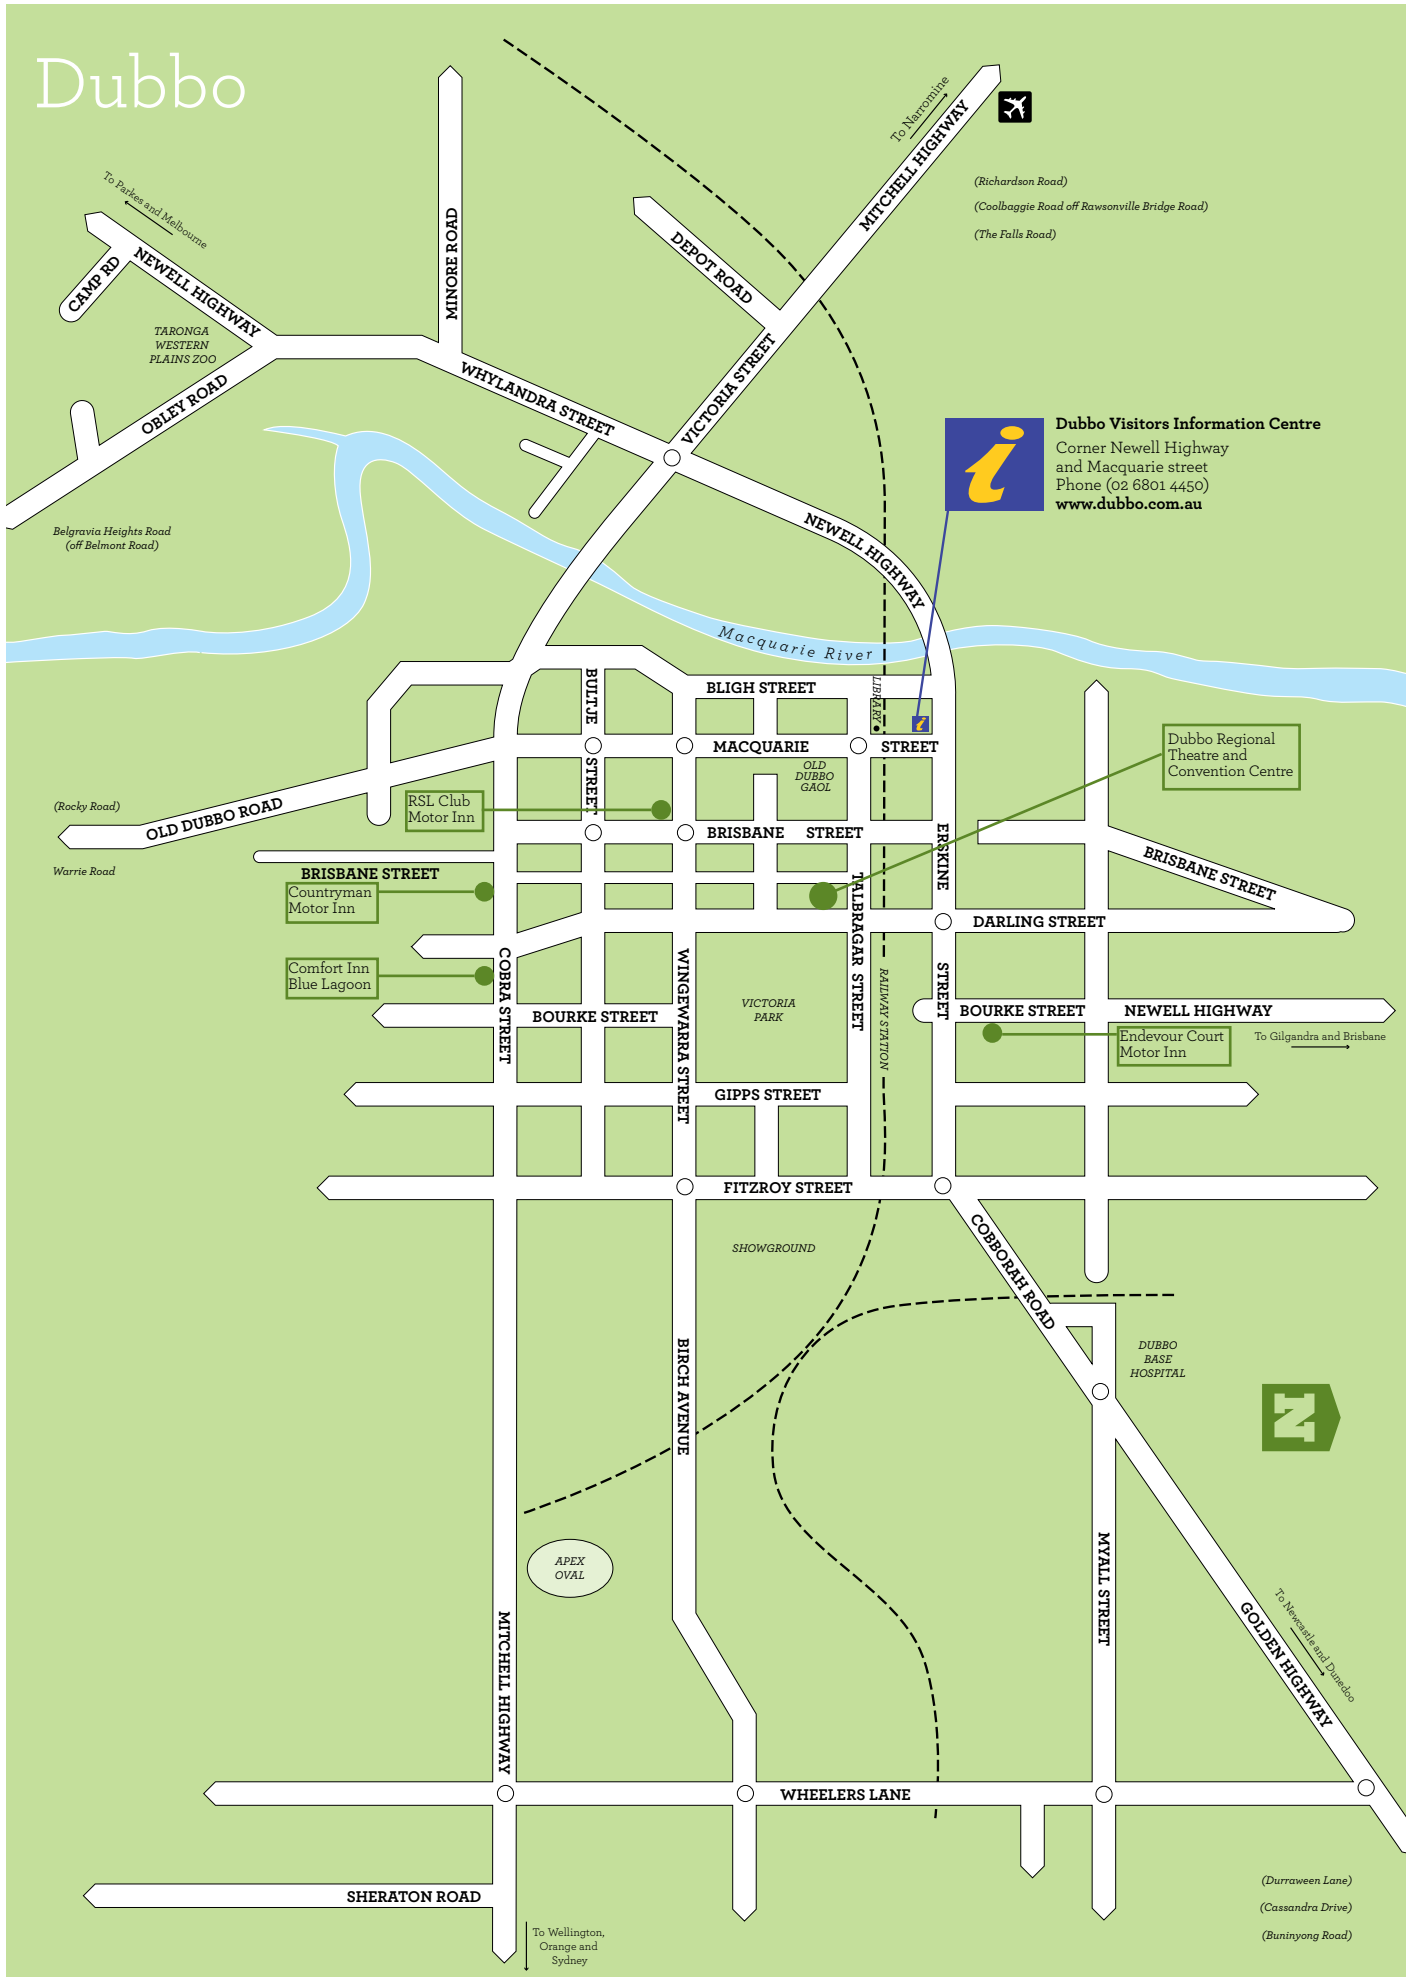 Dubbo
To Narromine
MITCHELL HIGHWAY
(Richardson Road)
(Coolbaggie Road off Rawsonville Bridge Road)
(The Falls Road)
To Parkes and Melbourne
NEWELL HIGHWAY
CAMP RD
MINORE ROAD
DEPOT ROAD
TARONGA
WESTERN
PLAINS ZOO
OBLEY ROAD
WHYLANDRA STREET
VICTORIA STREET
Dubbo Visitors Information Centre
Corner Newell Highway
and Macquarie street
Phone (02 6801 4450)
www.dubbo.com.au
i
Belgravia Heights Road
(off Belmont Road)
NEWELL HIGHWAY
Macquarie River
BULTJE
STREET
BLIGH STREET
LIBRARY
i
MACQUARIE
STREET
Dubbo Regional
Theatre and
Convention Centre
OLD
DUBBO
GAOL
(Rocky Road)
OLD DUBBO ROAD
RSL Club
Motor Inn
BRISBANE
STREET
ERSKINE
STREET
Warrie Road
BRISBANE STREET
BRISBANE STREET
Countryman
Motor Inn
TALBRAGAR STREET
DARLING STREET
COBRA STREET
WINGEWARRA STREET
Comfort Inn
Blue Lagoon
RAILWAY STATION
VICTORIA
PARK
BOURKE STREET
BOURKE STREET
NEWELL HIGHWAY
Endevour Court
Motor Inn
To Gilgandra and Brisbane
GIPPS STREET
FITZROY STREET
SHOWGROUND
COBBORAH ROAD
BIRCH AVENUE
DUBBO
BASE
HOSPITAL
N
APEX
OVAL
MYALL STREET
MITCHELL HIGHWAY
To Newcastle and Dunedoo
GOLDEN HIGHWAY
WHEELERS LANE
SHERATON ROAD
(Durraween Lane)
(Cassandra Drive)
(Buninyong Road)
To Wellington,
Orange and
Sydney